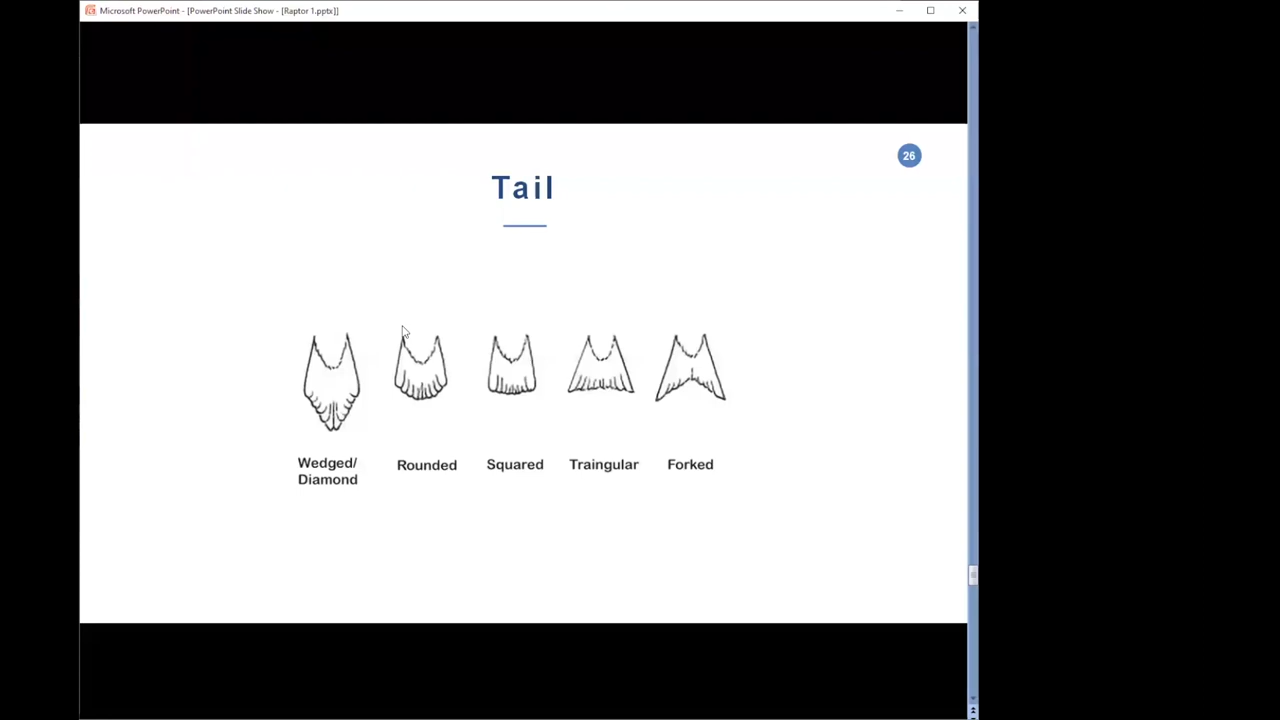 Microsoft PowerPoint - [PowerPoint Slide Show - [Raptor 1.pptx]]
26
Tail
Wedged/
Diamond
Rounded
Squared
Traingular
Forked